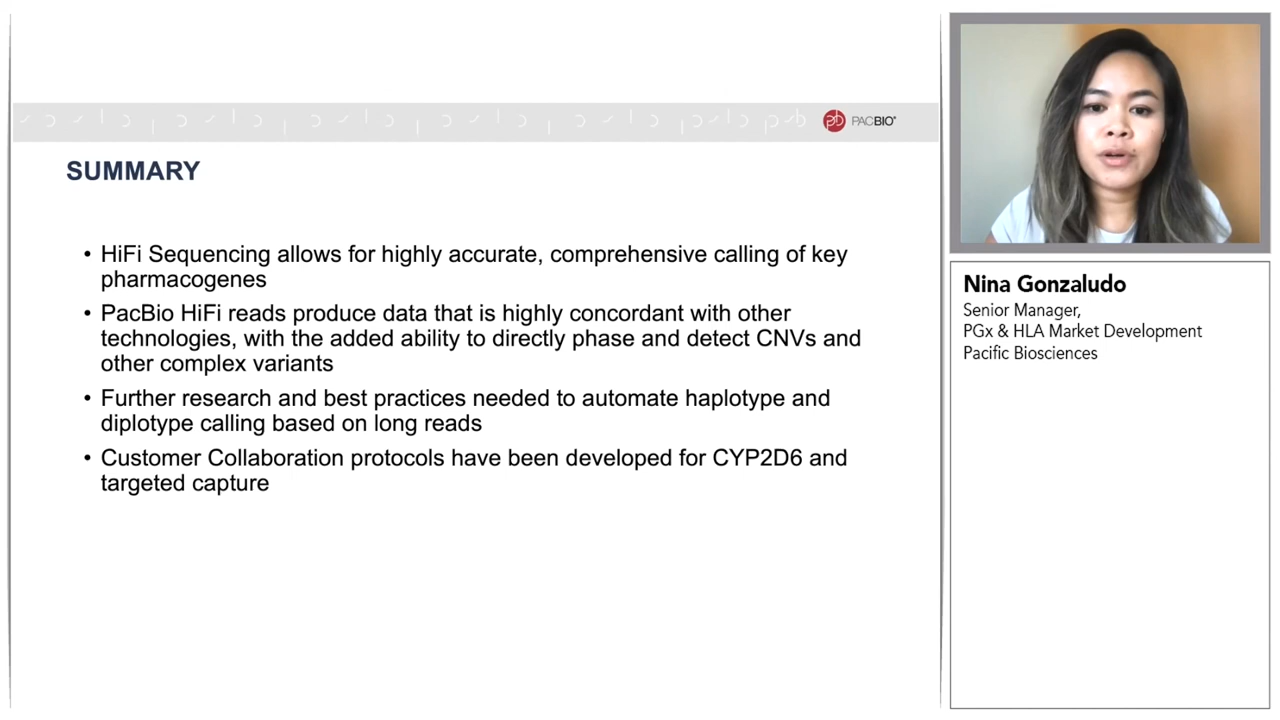 PACBIO®
SUMMARY
• HiFi Sequencing allows for highly accurate, comprehensive calling of key
pharmacogenes
• PacBio HiFi reads produce data that is highly concordant with other
technologies, with the added ability to directly phase and detect CNVs and
other complex variants
• Further research and best practices needed to automate haplotype and
diplotype calling based on long reads
• Customer Collaboration protocols have been developed for CYP2D6 and
targeted capture
Nina Gonzaludo
Senior Manager,
PGx & HLA Market Development
Pacific Biosciences